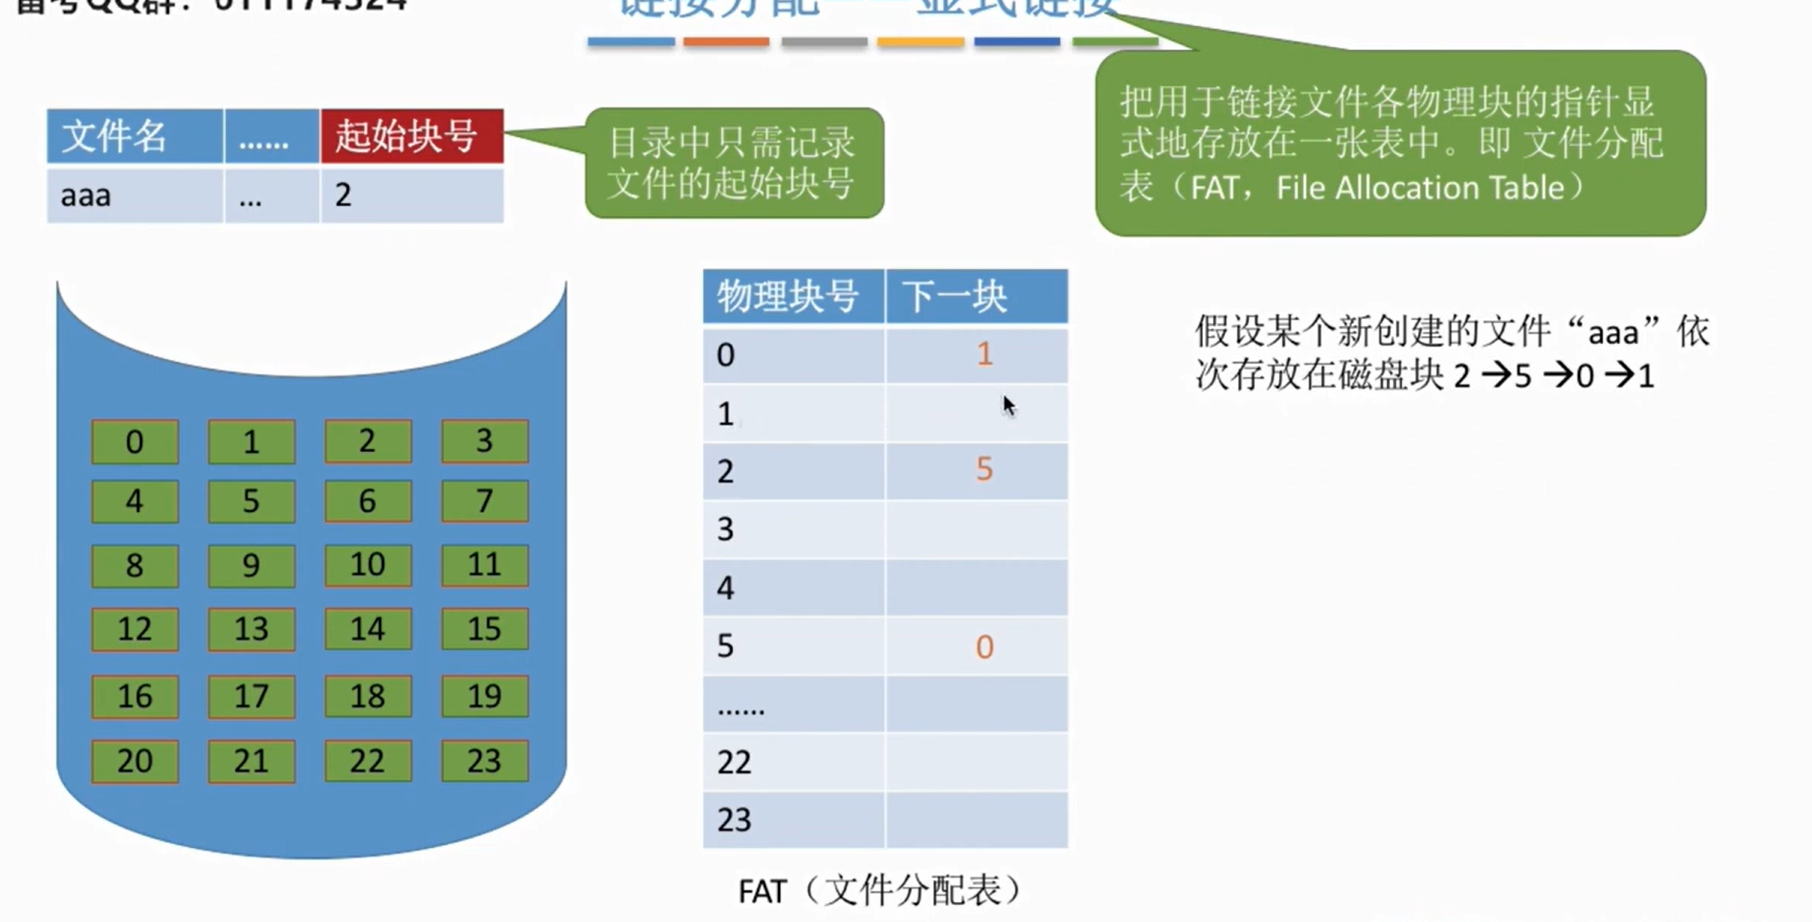 链接分配——显式链接
把用于链接文件各物理块的指针显
式地存放在一张表中。即 文件分配
表（FAT，File Allocation Table）
文件名 …… 起始块号
aaa … 2
目录中只需记录
文件的起始块号
假设某个新创建的文件“aaa”依
次存放在磁盘块 2→5→0→1
0 1 2 3
4 5 6 7
8 9 10 11
12 13 14 15
16 17 18 19
20 21 22 23
物理块号 下一块
0 1
1
2 5
3
4
5 0
……
22
23
FAT（文件分配表）